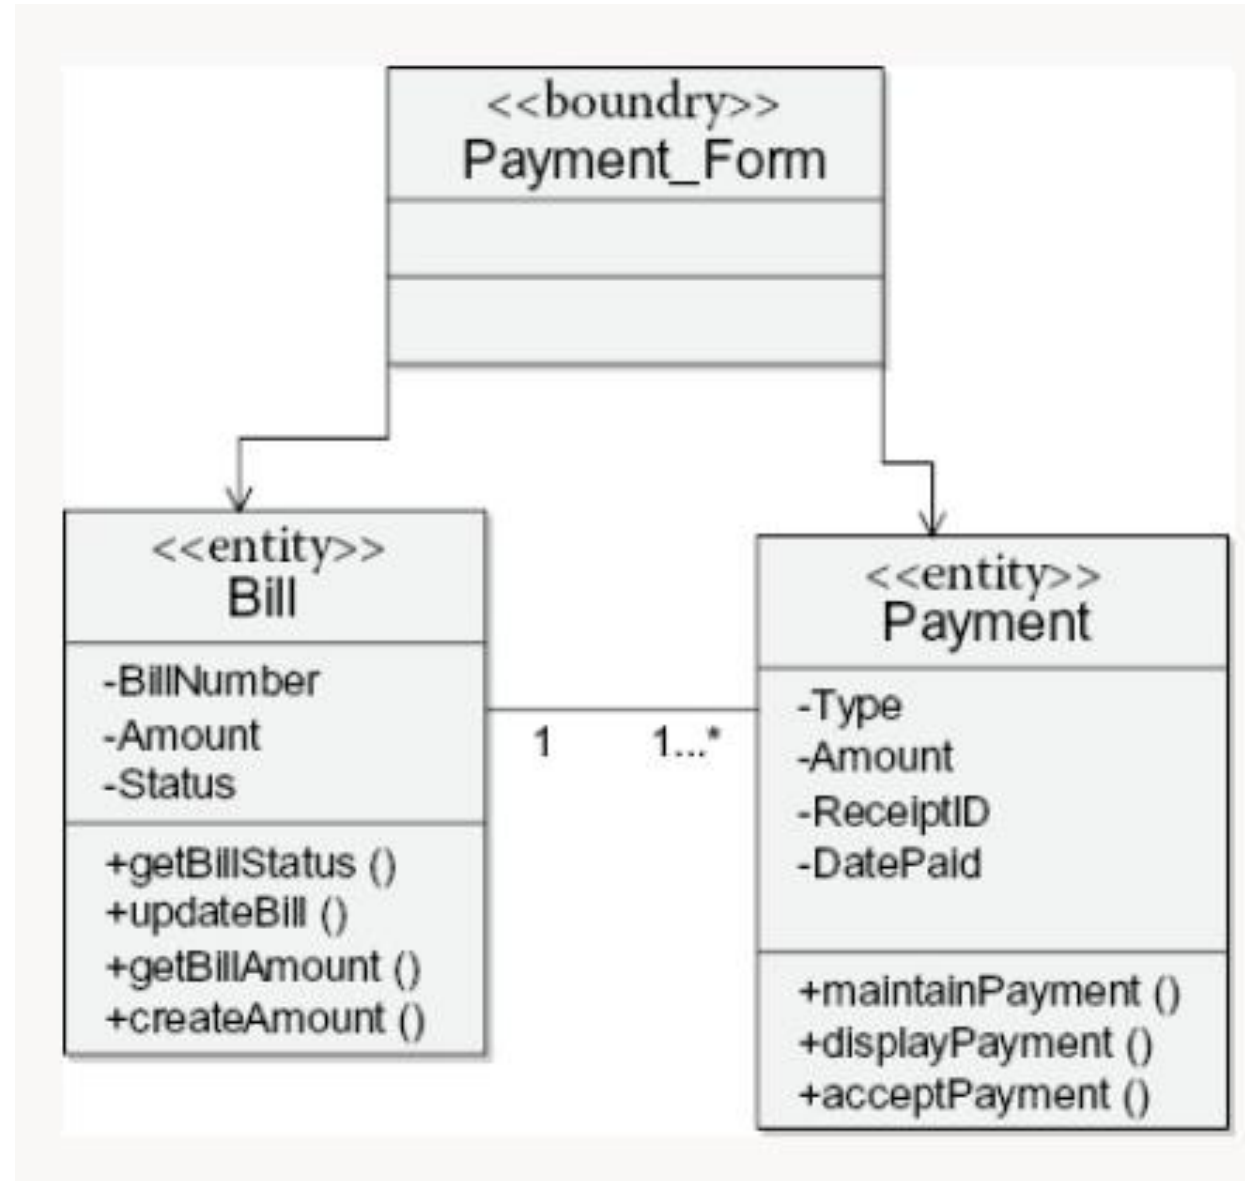 <<boundry>>
Payment_Form
<<entity>>
Bill
-BillNumber
-Amount
-Status
+getBillStatus ()
+updateBill ()
+getBillAmount ()
+createAmount ()
1
1...*
<<entity>>
Payment
-Type
-Amount
-ReceiptID
-DatePaid
+maintainPayment ()
+displayPayment ()
+acceptPayment ()